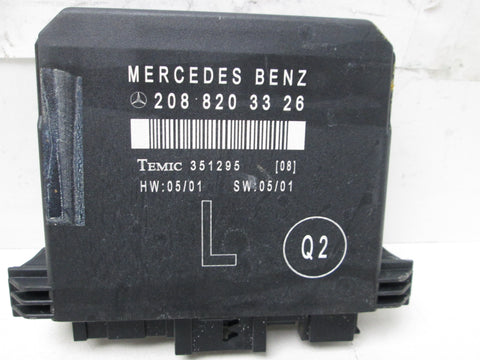 MERCEDES BENZ
208 820 33 26
TEMIC 351295 [08]
HW:05/01 SW:05/01
L Q2